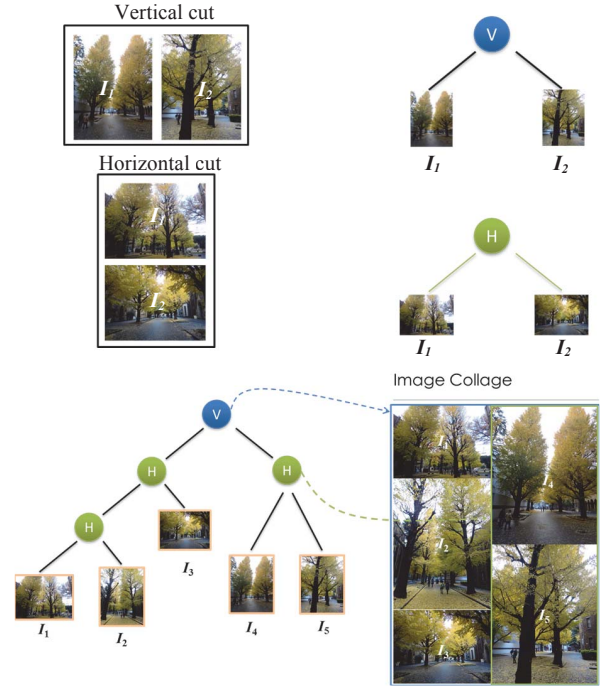 Vertical cut
I1 I2
V
I1 I2
Horizontal cut
I1
I2
H
I1 I2
Image Collage
V
H
H
H
I3
I1
I2
I4
I5
I1
I4
I2
I5
I3